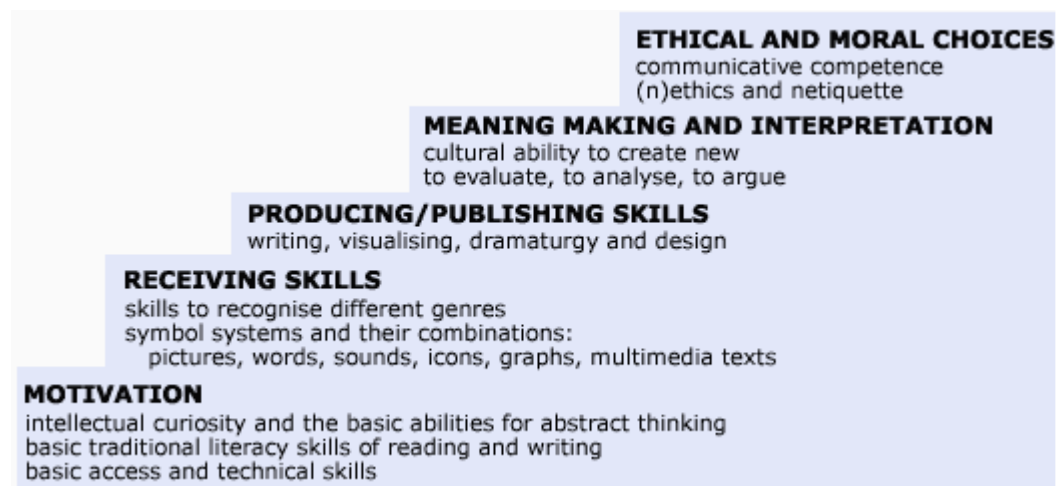 ETHICAL AND MORAL CHOICES
communicative competence
(n)ethics and netiquette
MEANING MAKING AND INTERPRETATION
cultural ability to create new
to evaluate, to analyse, to argue
PRODUCING/PUBLISHING SKILLS
writing, visualising, dramaturgy and design
RECEIVING SKILLS
skills to recognise different genres
symbol systems and their combinations:
pictures, words, sounds, icons, graphs, multimedia texts
MOTIVATION
intellectual curiosity and the basic abilities for abstract thinking
basic traditional literacy skills of reading and writing
basic access and technical skills